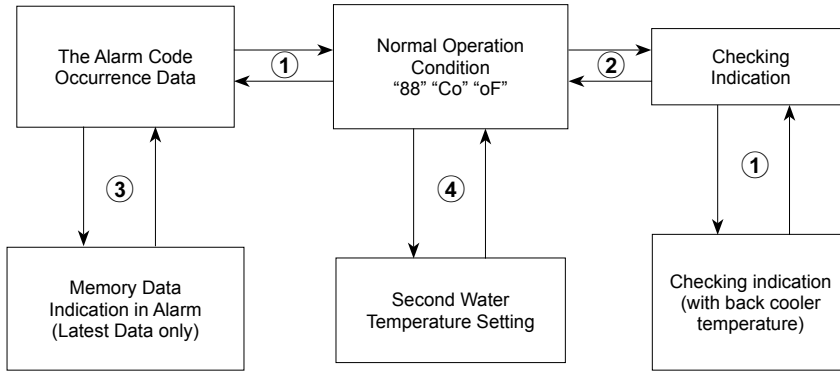 The Alarm Code
Occurrence Data
①
Normal Operation
Condition
“88” “Co” “oF”
②
Checking
Indication
③
④
①
Memory Data
Indication in Alarm
(Latest Data only)
Second Water
Temperature Setting
Checking indication
(with back cooler
temperature)